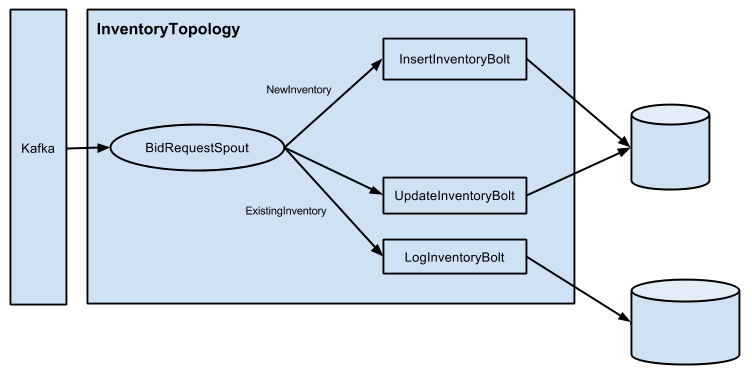 InventoryTopology
InsertInventoryBolt
NewInventory
Kafka
BidRequestSpout
UpdateInventoryBolt
ExistingInventory
LogInventoryBolt